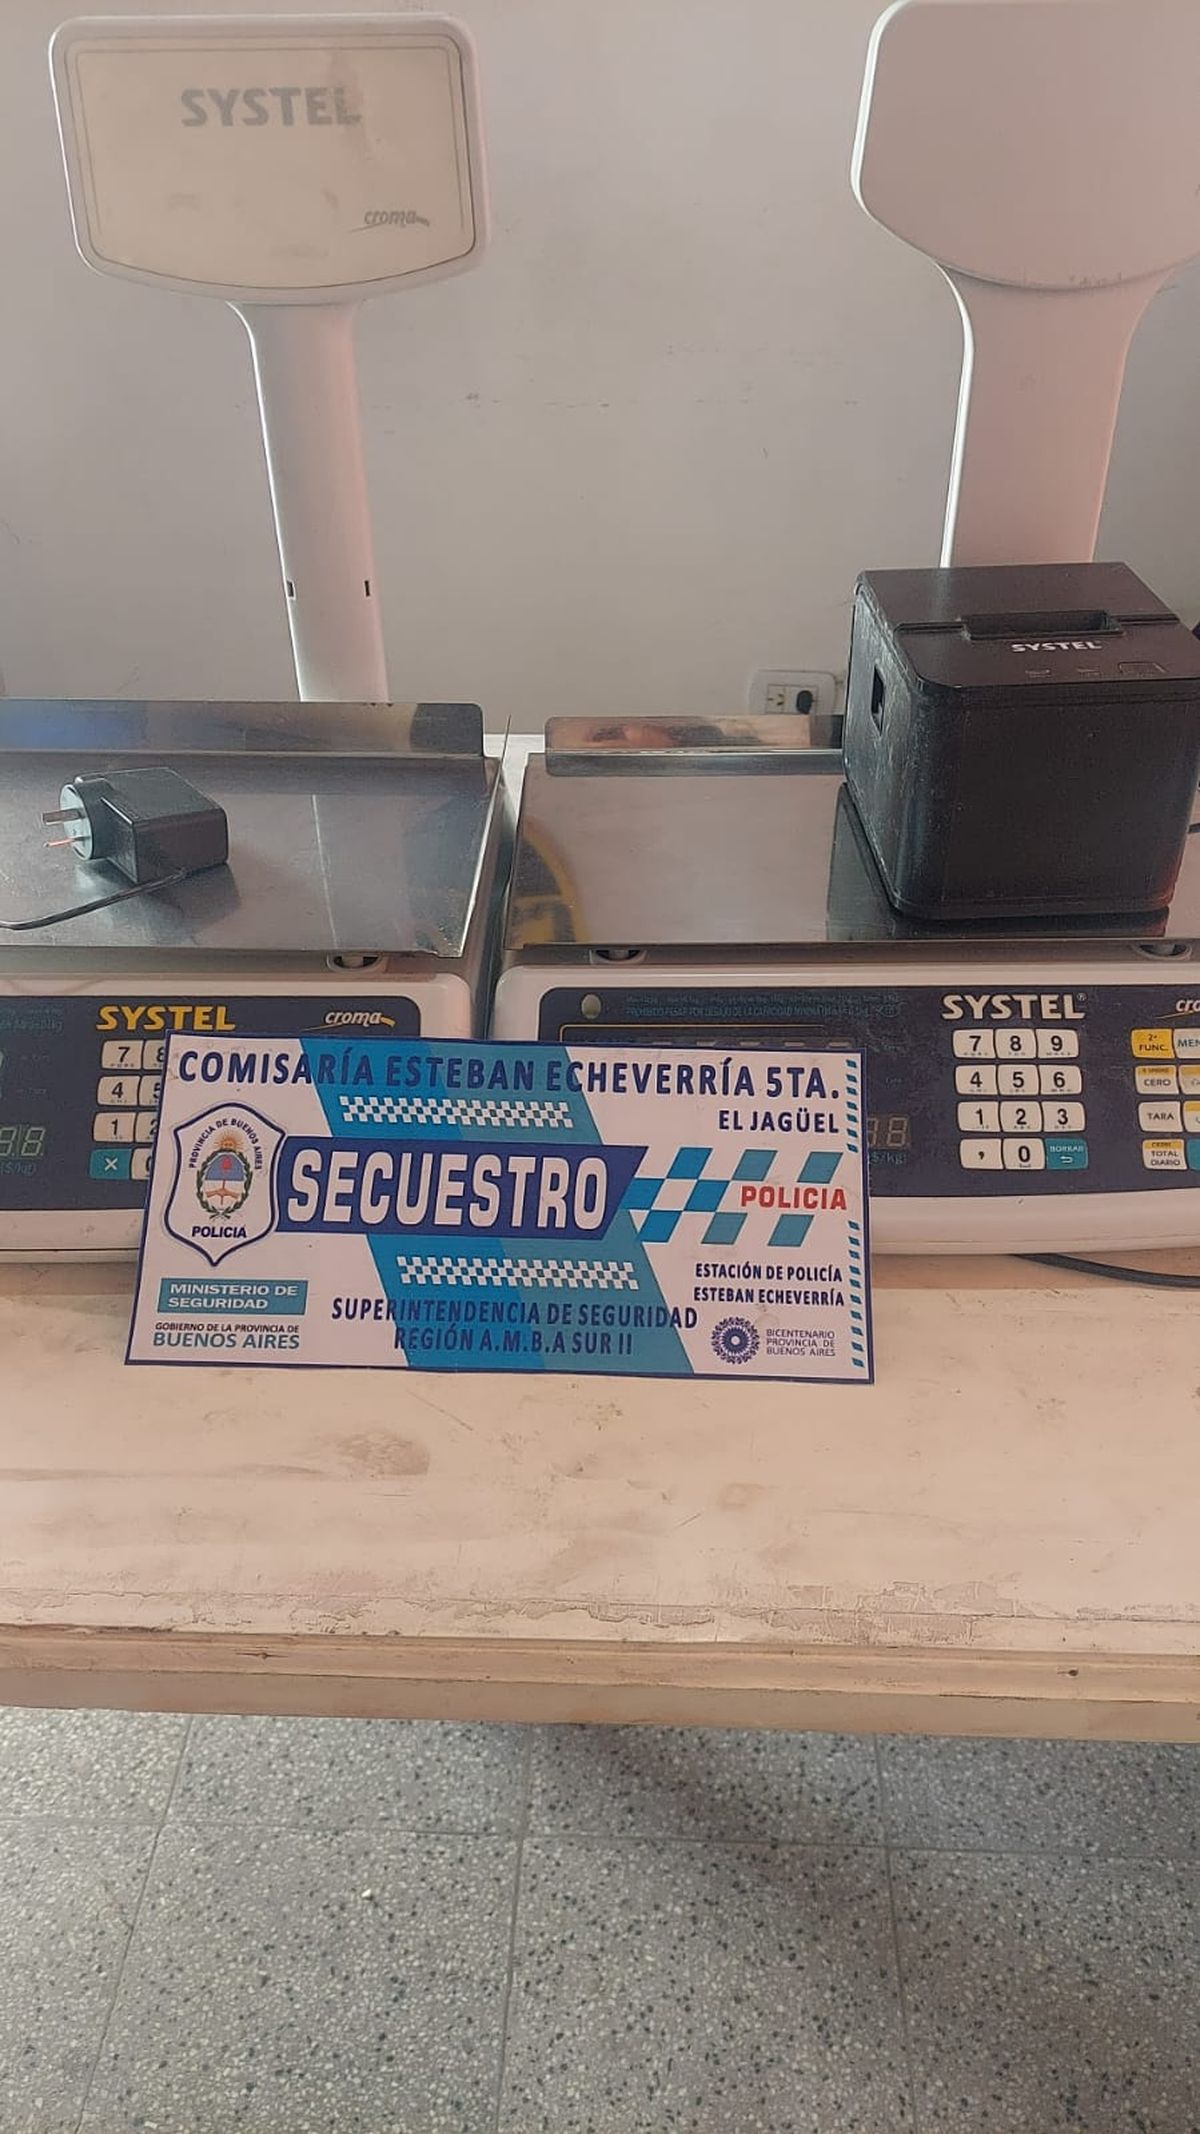 SYSTEL
croma
SYSTEL
SYSTEL
croma
SYSTEL
7 8 9
4 5 6
1 2 3
, 0 BORRAR
2ª FUNC.
CERO
TARA
TOTAL DIARIO
7
4
1
X
($/kg)
COMISARÍA ESTEBAN ECHEVERRÍA 5TA.
EL JAGÜEL
PROVINCIA DE BUENOS AIRES
POLICIA
SECUESTRO
POLICIA
ESTACIÓN DE POLICÍA
ESTEBAN ECHEVERRÍA
MINISTERIO DE
SEGURIDAD
GOBIERNO DE LA PROVINCIA DE
BUENOS AIRES
SUPERINTENDENCIA DE SEGURIDAD
REGIÓN A.M.B.A SUR II
BICENTENARIO
PROVINCIA DE
BUENOS AIRES